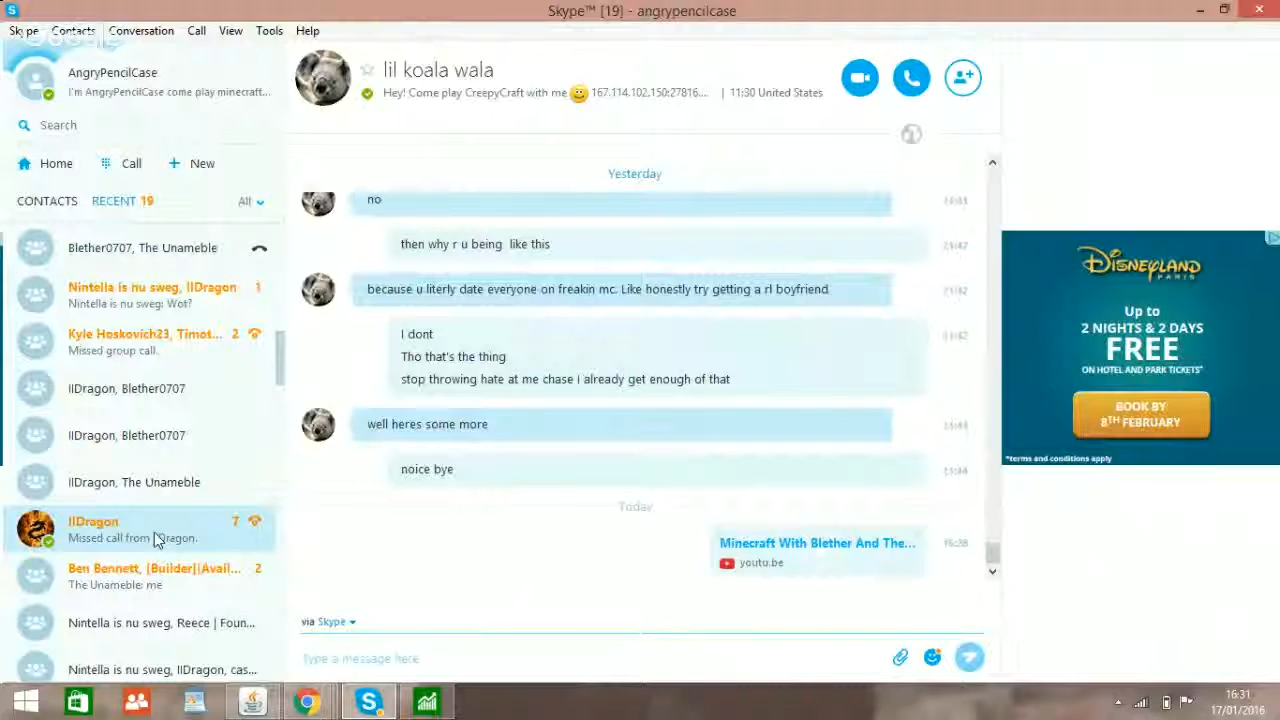 Skype™ [19] - angrypencilcase
Skype Contacts Conversation Call View Tools Help
AngryPencilCase
I'm AngryPencilCase come play minecraft...
Search
Home Call New
CONTACTS RECENT 19 All
Blether0707, The Unameble
Nintella is nu sweg, IIDragon 1
Nintella is nu sweg: Wot?
Kyle Hoskovich23, Timot... 2
Missed group call.
IIDragon, Blether0707
IIDragon, Blether0707
IIDragon, The Unameble
IIDragon 7
Missed call from IIDragon.
Ben Bennett, [Builder][Avai]... 2
The Unameble: me
Nintella is nu sweg, Reece | Foun...
Nintella is nu sweg, IIDragon, cas...
lil koala wala
Hey! Come play CreepyCraft with me 167.114.102.150:27816... | 11:30 United States
Yesterday
no
then why r u being like this
because u literly date everyone on freakin mc. Like honestly try getting a rl boyfriend.
I dont
Tho that's the thing
stop throwing hate at me chase i already get enough of that
well heres some more
noice bye
Today
Minecraft With Blether And The...
youtu.be
16:28
via Skype
Type a message here
DISNEYLAND
PARIS
Up to
2 NIGHTS & 2 DAYS
FREE
ON HOTEL AND PARK TICKETS*
BOOK BY
8TH FEBRUARY
*terms and conditions apply
16:31
17/01/2016